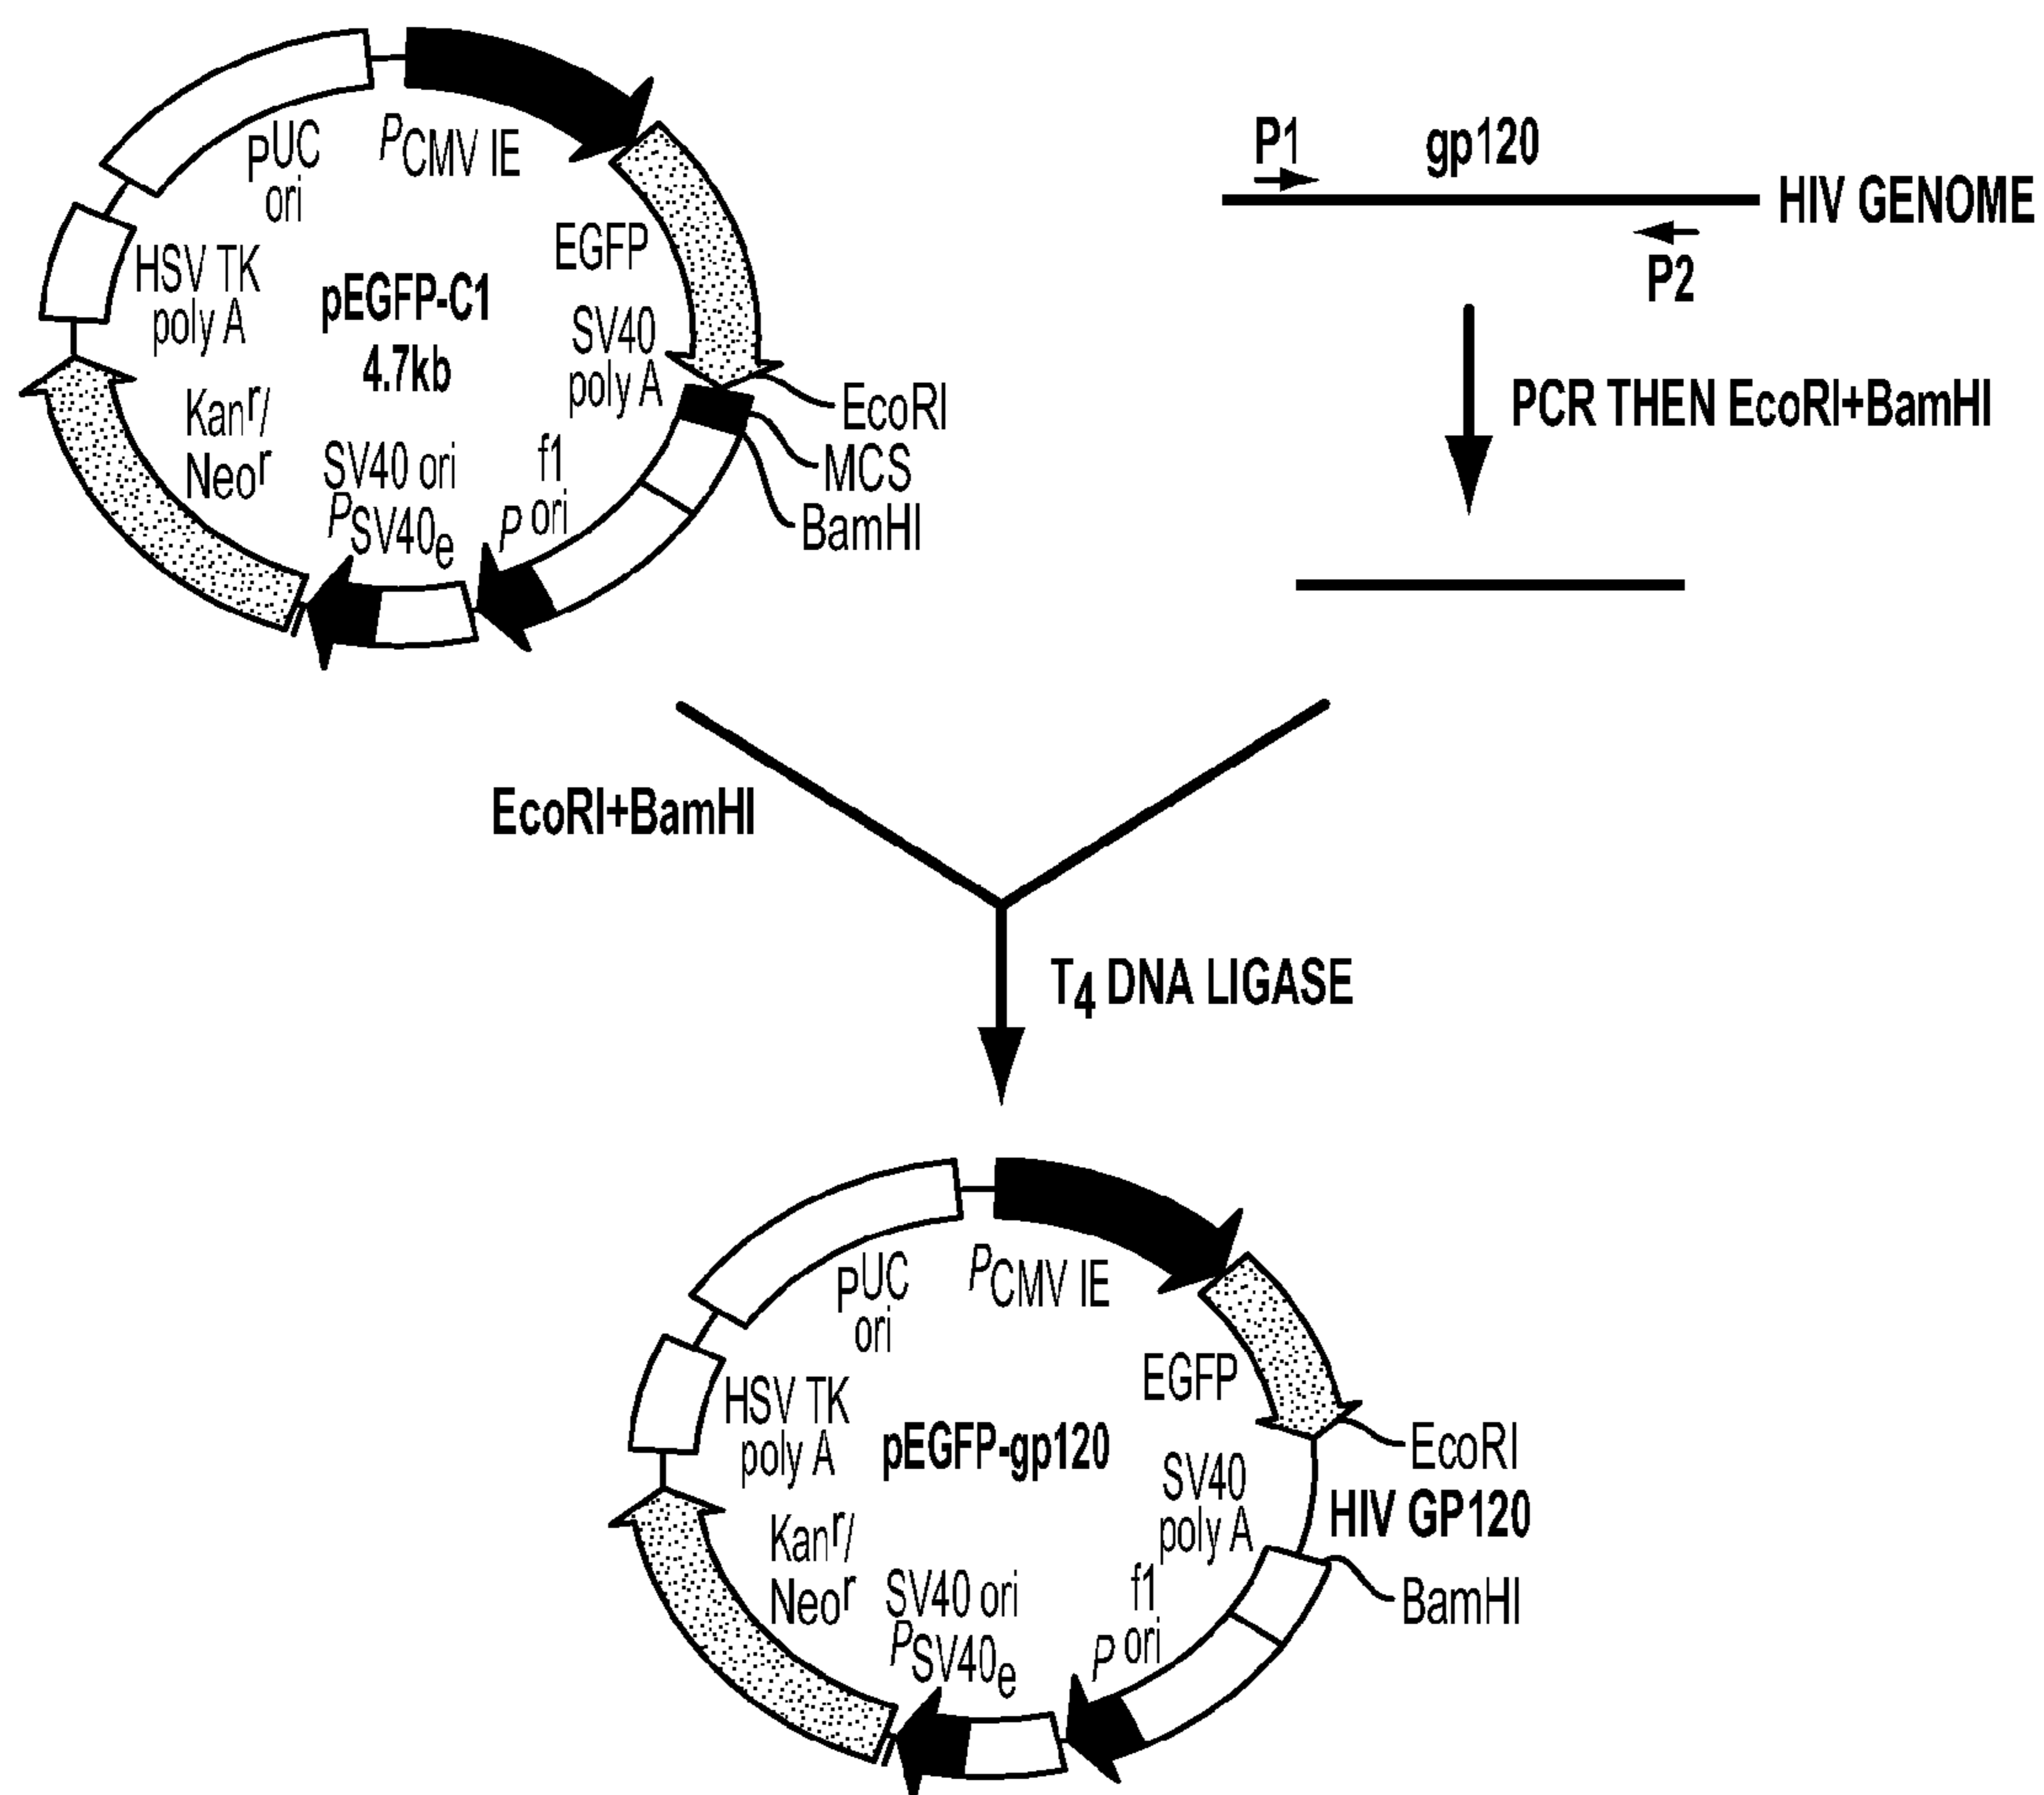 PUC
ori
PCMV IE
HSV TK
poly A
pEGFP-C1
4.7kb
EGFP
SV40
poly A
Kanr/
Neor
SV40 ori
PSV40e
f1
ori
P
EcoRI
MCS
BamHI
P1
gp120
HIV GENOME
P2
PCR THEN EcoRI+BamHI
EcoRI+BamHI
T4 DNA LIGASE
PUC
ori
PCMV IE
HSV TK
poly A
pEGFP-gp120
EGFP
SV40
poly A
Kanr/
Neor
SV40 ori
PSV40e
f1
ori
P
EcoRI
HIV GP120
BamHI